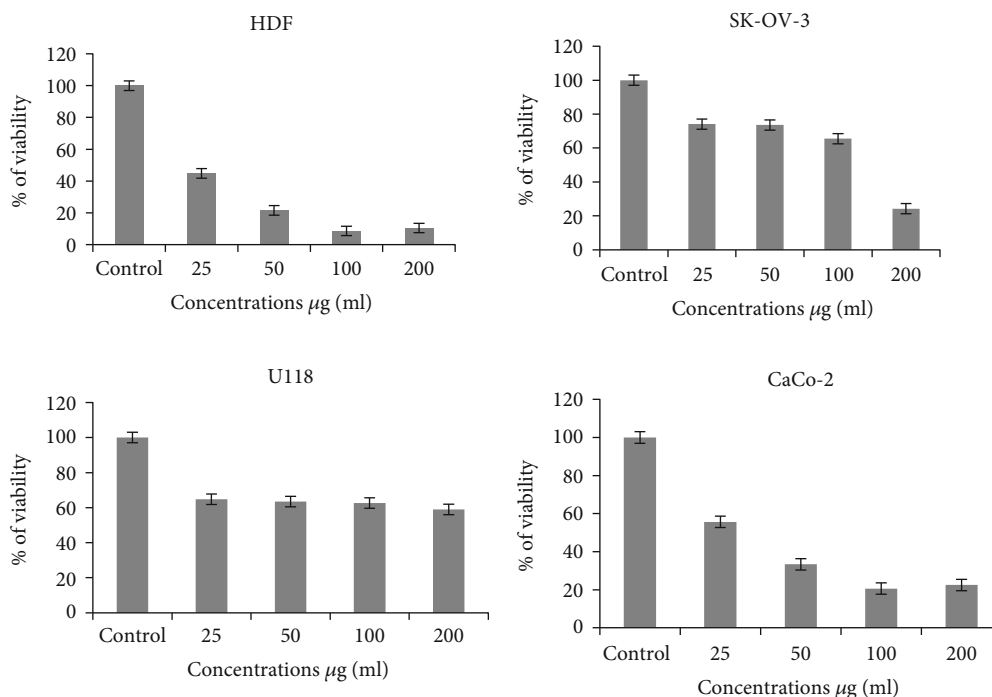 HDF
120
100
80
60
40
20
0
% of viability
Control 25 50 100 200
Concentrations μg (ml)
SK-OV-3
120
100
80
60
40
20
0
% of viability
Control 25 50 100 200
Concentrations μg (ml)
U118
120
100
80
60
40
20
0
% of viability
Control 25 50 100 200
Concentrations μg (ml)
CaCo-2
120
100
80
60
40
20
0
% of viability
Control 25 50 100 200
Concentrations μg (ml)